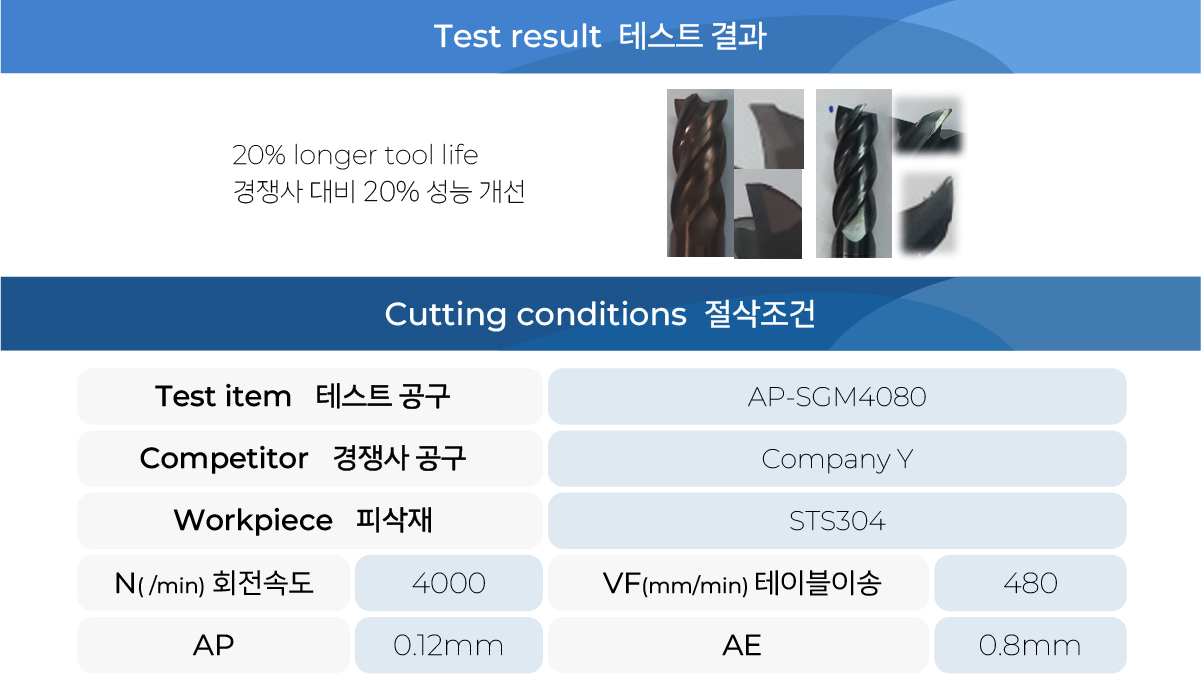 Test result 테스트 결과
20% longer tool life
경쟁사 대비 20% 성능 개선
Cutting conditions 절삭조건
Test item 테스트 공구 AP-SGM4080
Competitor 경쟁사 공구 Company Y
Workpiece 피삭재 STS304
N( /min) 회전속도 4000 VF(mm/min) 테이블이송 480
AP 0.12mm AE 0.8mm